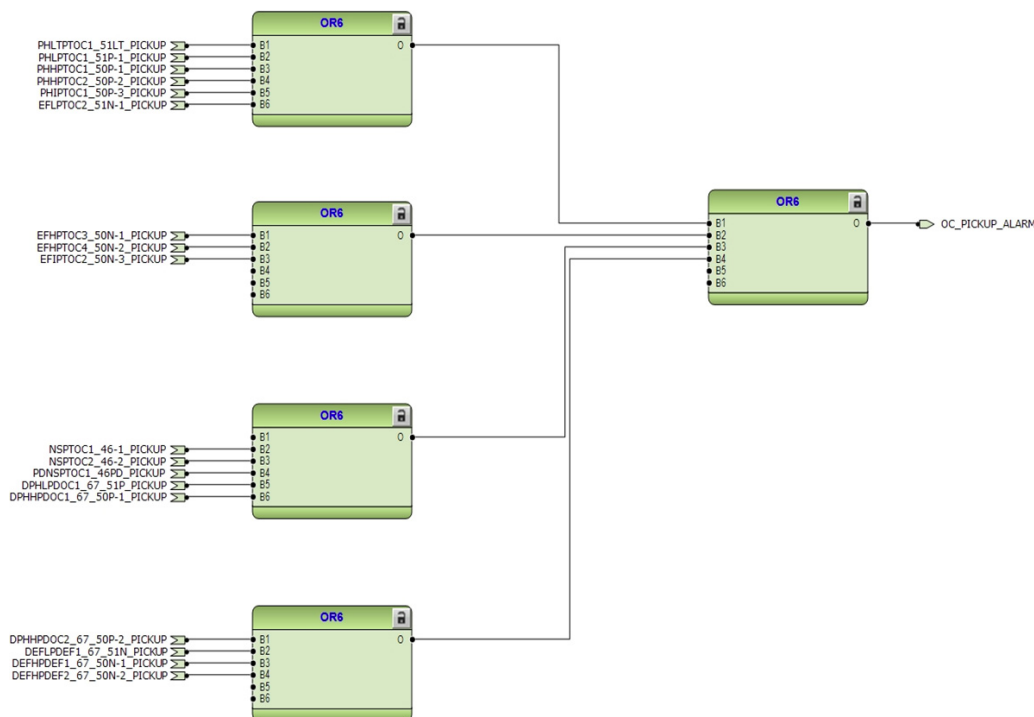 OR6
PHLTPTOC1_51LT_PICKUP B1 O
PHLPTOC1_51P-1_PICKUP B2
PHHPTOC1_50P-1_PICKUP B3
PHHPTOC2_50P-2_PICKUP B4
PHIPTOC1_50P-3_PICKUP B5
EFLPTOC2_51N-1_PICKUP B6
OR6
EFHPTOC3_50N-1_PICKUP B1 O
EFHPTOC4_50N-2_PICKUP B2
EFIPTOC2_50N-3_PICKUP B3
B4
B5
B6
OR6
B1 O OC_PICKUP_ALARM
B2
B3
B4
B5
B6
OR6
B1 O
NSPTOC1_46-1_PICKUP B2
NSPTOC2_46-2_PICKUP B3
PDNSPTOC1_46PD_PICKUP B4
DPHLPDOC1_67_51P_PICKUP B5
DPHHPDOC1_67_50P-1_PICKUP B6
OR6
DPHHPDOC2_67_50P-2_PICKUP B1 O
DEFLPDEF1_67_51N_PICKUP B2
DEFHPDEF1_67_50N-1_PICKUP B3
DEFHPDEF2_67_50N-2_PICKUP B4
B5
B6